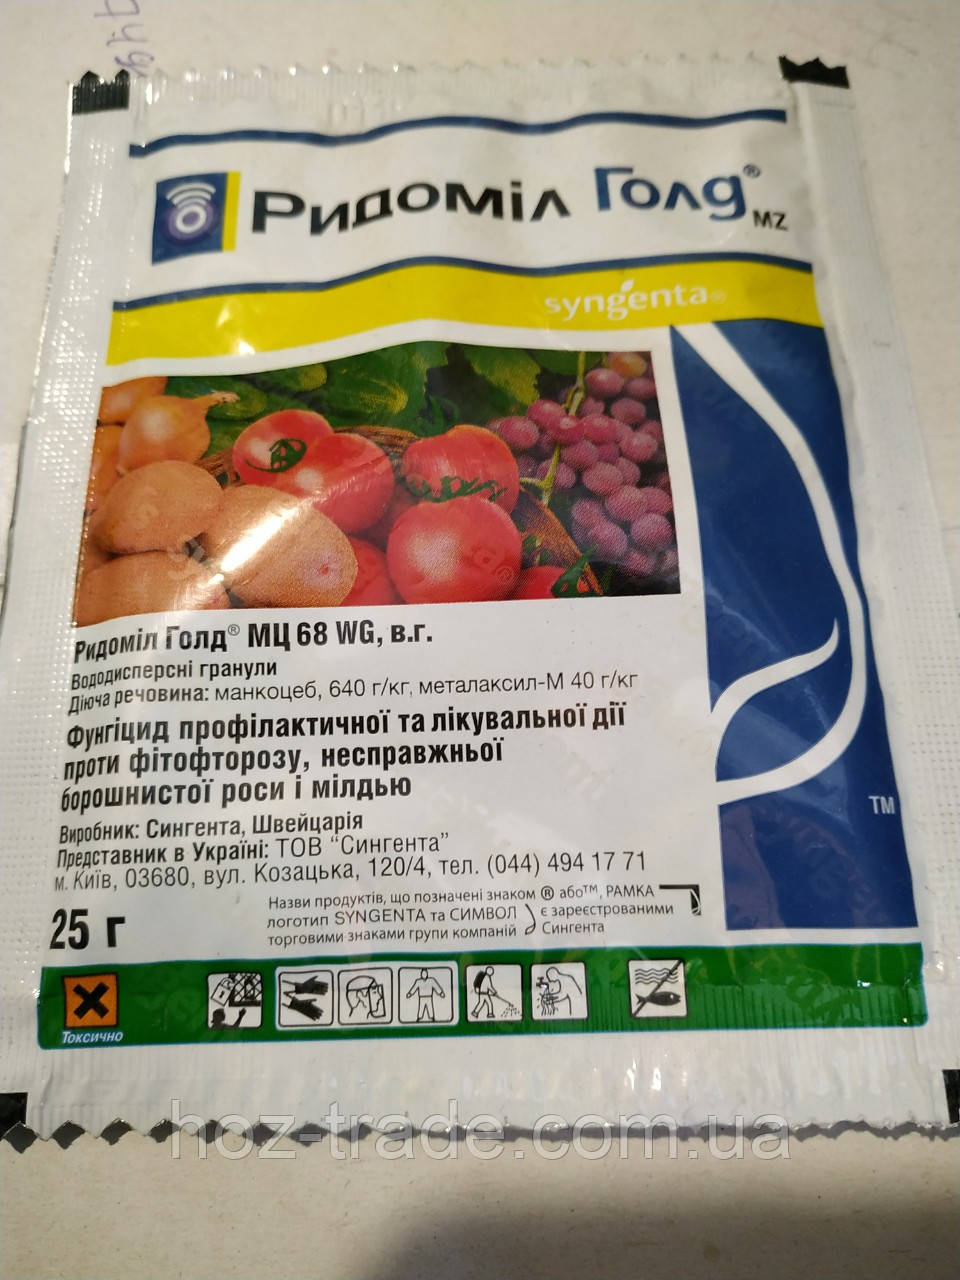 Ридоміл Голд®
MZ
syngenta®
Ридоміл Голд® МЦ 68 WG, в.г.
Вододисперсні гранули
Діюча речовина: манкоцеб, 640 г/кг, металаксил-М 40 г/кг
Фунгіцид профілактичної та лікувальної дії
проти фітофторозу, несправжньої
борошнистої роси і мілдью
Виробник: Сингента, Швейцарія
Представник в Україні: ТОВ "Сингента"
м. Київ, 03680, вул. Козацька, 120/4, тел. (044) 494 17 71
Назви продуктів, що позначені знаком ® або™, РАМКА
логотип SYNGENTA та СИМВОЛ є зареєстрованими
торговими знаками групи компаній Сингента
TM
25 г
Токсично
hoz-trade.com.ua